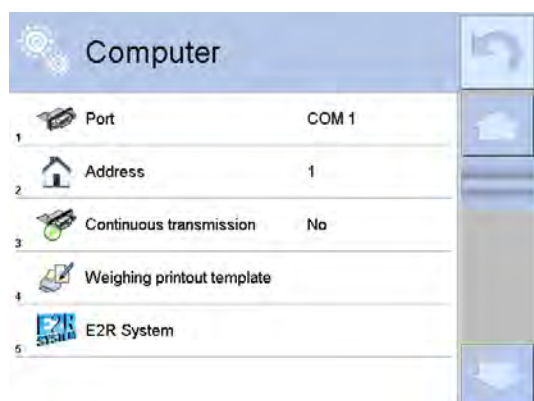 Computer
1 Port COM 1
2 Address 1
3 Continuous transmission No
4 Weighing printout template
5 E2R SYSTEM E2R System